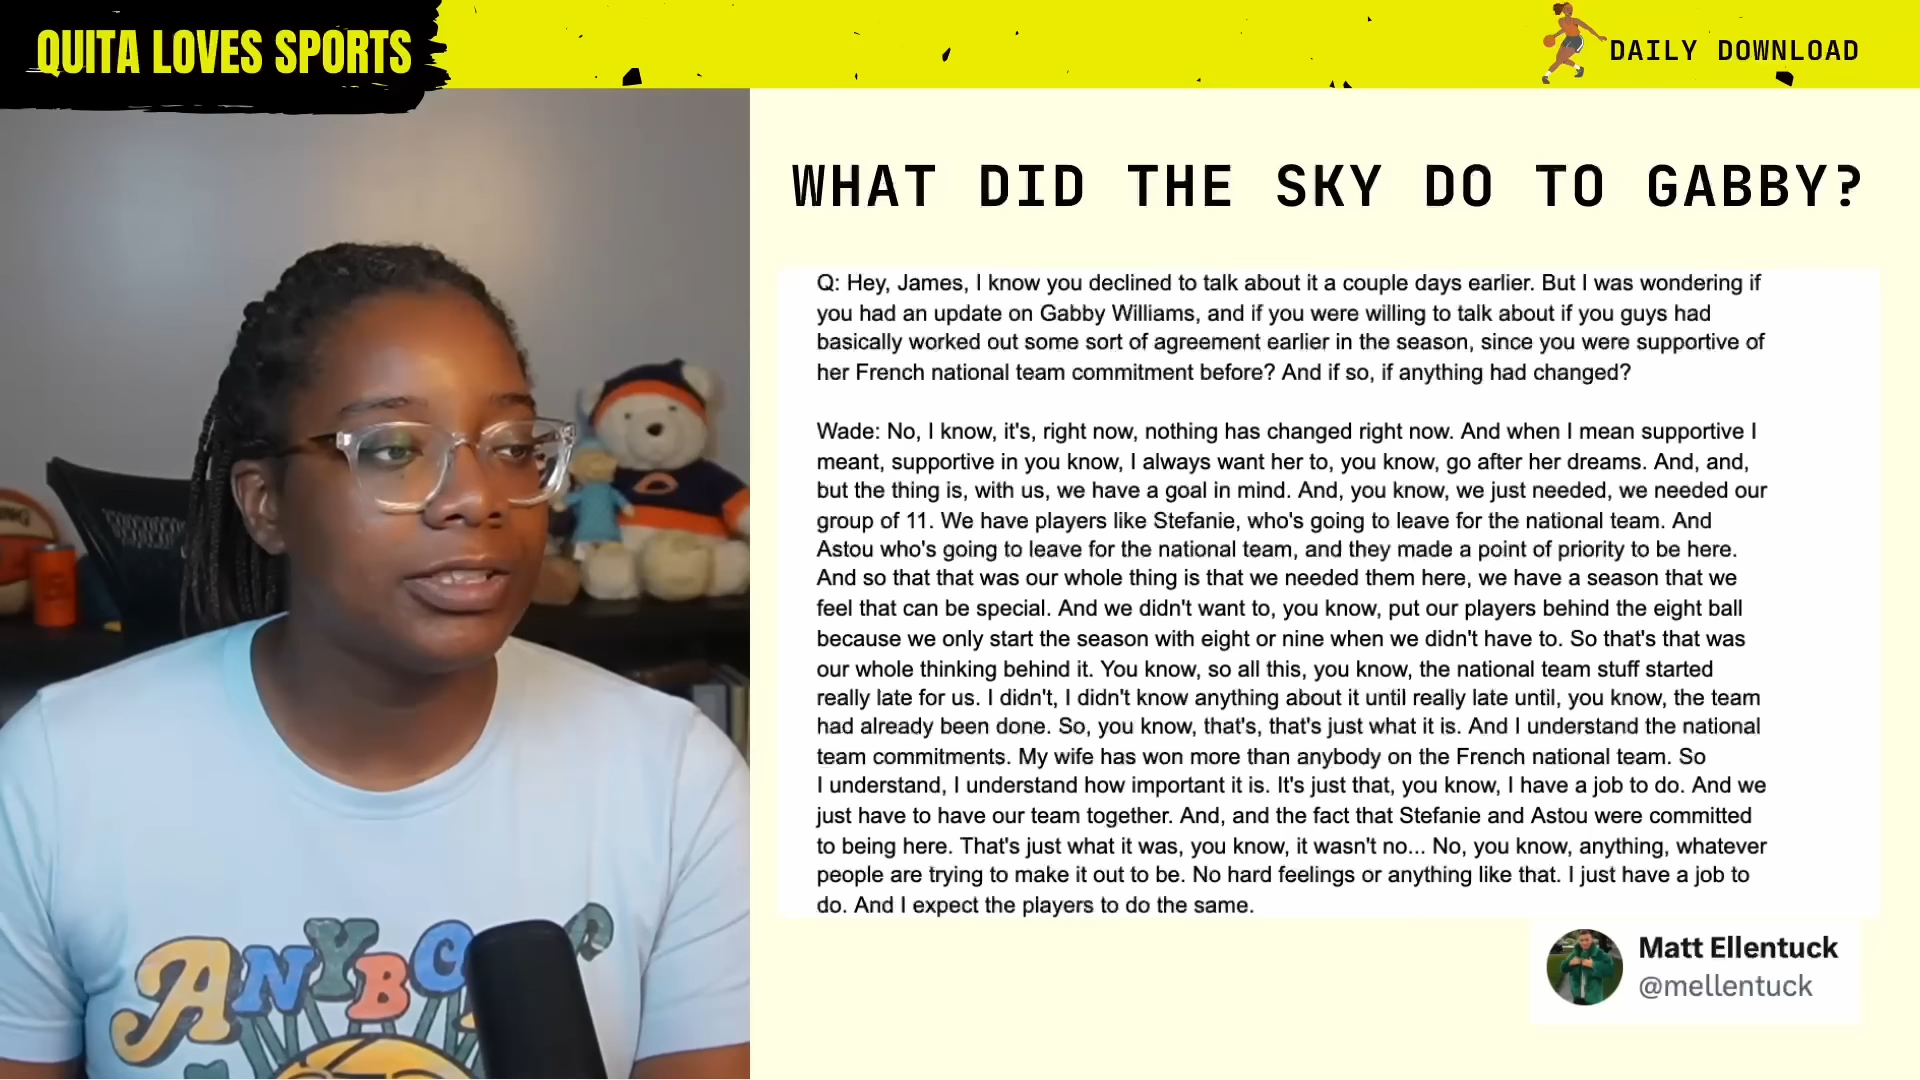 QUITA LOVES SPORTS
DAILY DOWNLOAD
WHAT DID THE SKY DO TO GABBY?
Q: Hey, James, I know you declined to talk about it a couple days earlier. But I was wondering if
you had an update on Gabby Williams, and if you were willing to talk about if you guys had
basically worked out some sort of agreement earlier in the season, since you were supportive of
her French national team commitment before? And if so, if anything had changed?
Wade: No, I know, it's, right now, nothing has changed right now. And when I mean supportive I
meant, supportive in you know, I always want her to, you know, go after her dreams. And, and,
but the thing is, with us, we have a goal in mind. And, you know, we just needed, we needed our
group of 11. We have players like Stefanie, who's going to leave for the national team. And
Astou who's going to leave for the national team, and they made a point of priority to be here.
And so that that was our whole thing is that we needed them here, we have a season that we
feel that can be special. And we didn't want to, you know, put our players behind the eight ball
because we only start the season with eight or nine when we didn't have to. So that's that was
our whole thinking behind it. You know, so all this, you know, the national team stuff started
really late for us. I didn't, I didn't know anything about it until really late until, you know, the team
had already been done. So, you know, that's, that's just what it is. And I understand the national
team commitments. My wife has won more than anybody on the French national team. So
I understand, I understand how important it is. It's just that, you know, I have a job to do. And we
just have to have our team together. And, and the fact that Stefanie and Astou were committed
to being here. That's just what it was, you know, it wasn't no... No, you know, anything, whatever
people are trying to make it out to be. No hard feelings or anything like that. I just have a job to
do. And I expect the players to do the same.
Matt Ellentuck
@mellentuck